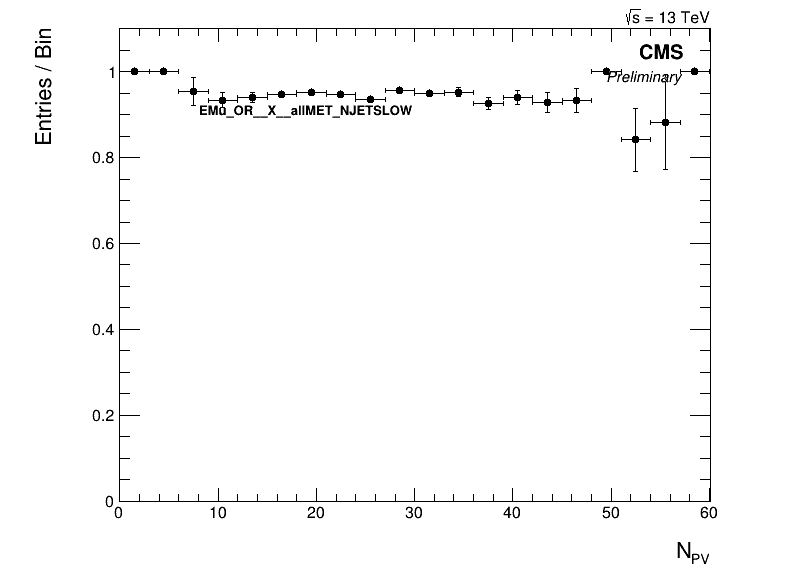 √s = 13 TeV
CMS
Preliminary
Entries / Bin
EMu_OR__X__allMET_NJETSLOW
1
0.8
0.6
0.4
0.2
0
0 10 20 30 40 50 60
N_PV